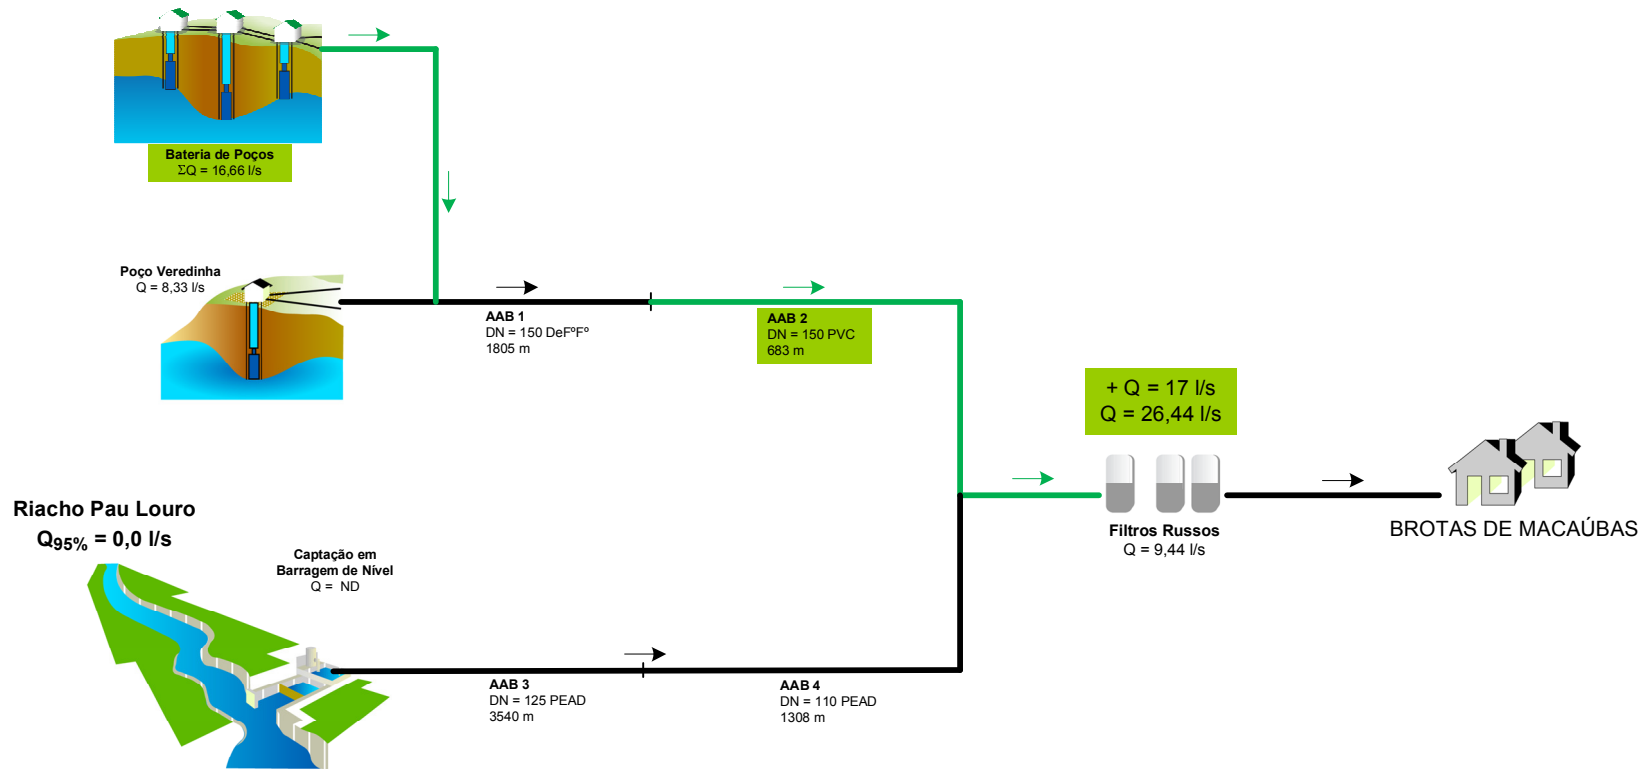 Bateria de Poços
ΣQ = 16,66 l/s
Poço Veredinha
Q = 8,33 l/s
AAB 1
DN = 150 DeFºFº
1805 m
AAB 2
DN = 150 PVC
683 m
+ Q = 17 l/s
Q = 26,44 l/s
Filtros Russos
Q = 9,44 l/s
BROTAS DE MACAÚBAS
Riacho Pau Louro
Q95% = 0,0 l/s
Captação em
Barragem de Nível
Q = ND
AAB 3
DN = 125 PEAD
3540 m
AAB 4
DN = 110 PEAD
1308 m